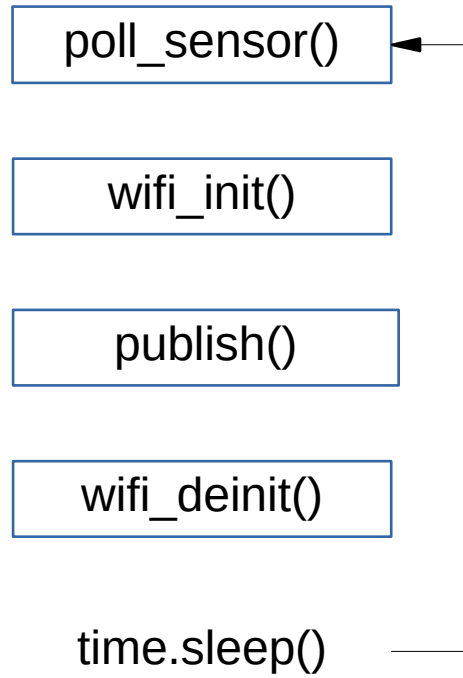 poll_sensor()
wifi_init()
publish()
wifi_deinit()
time.sleep()